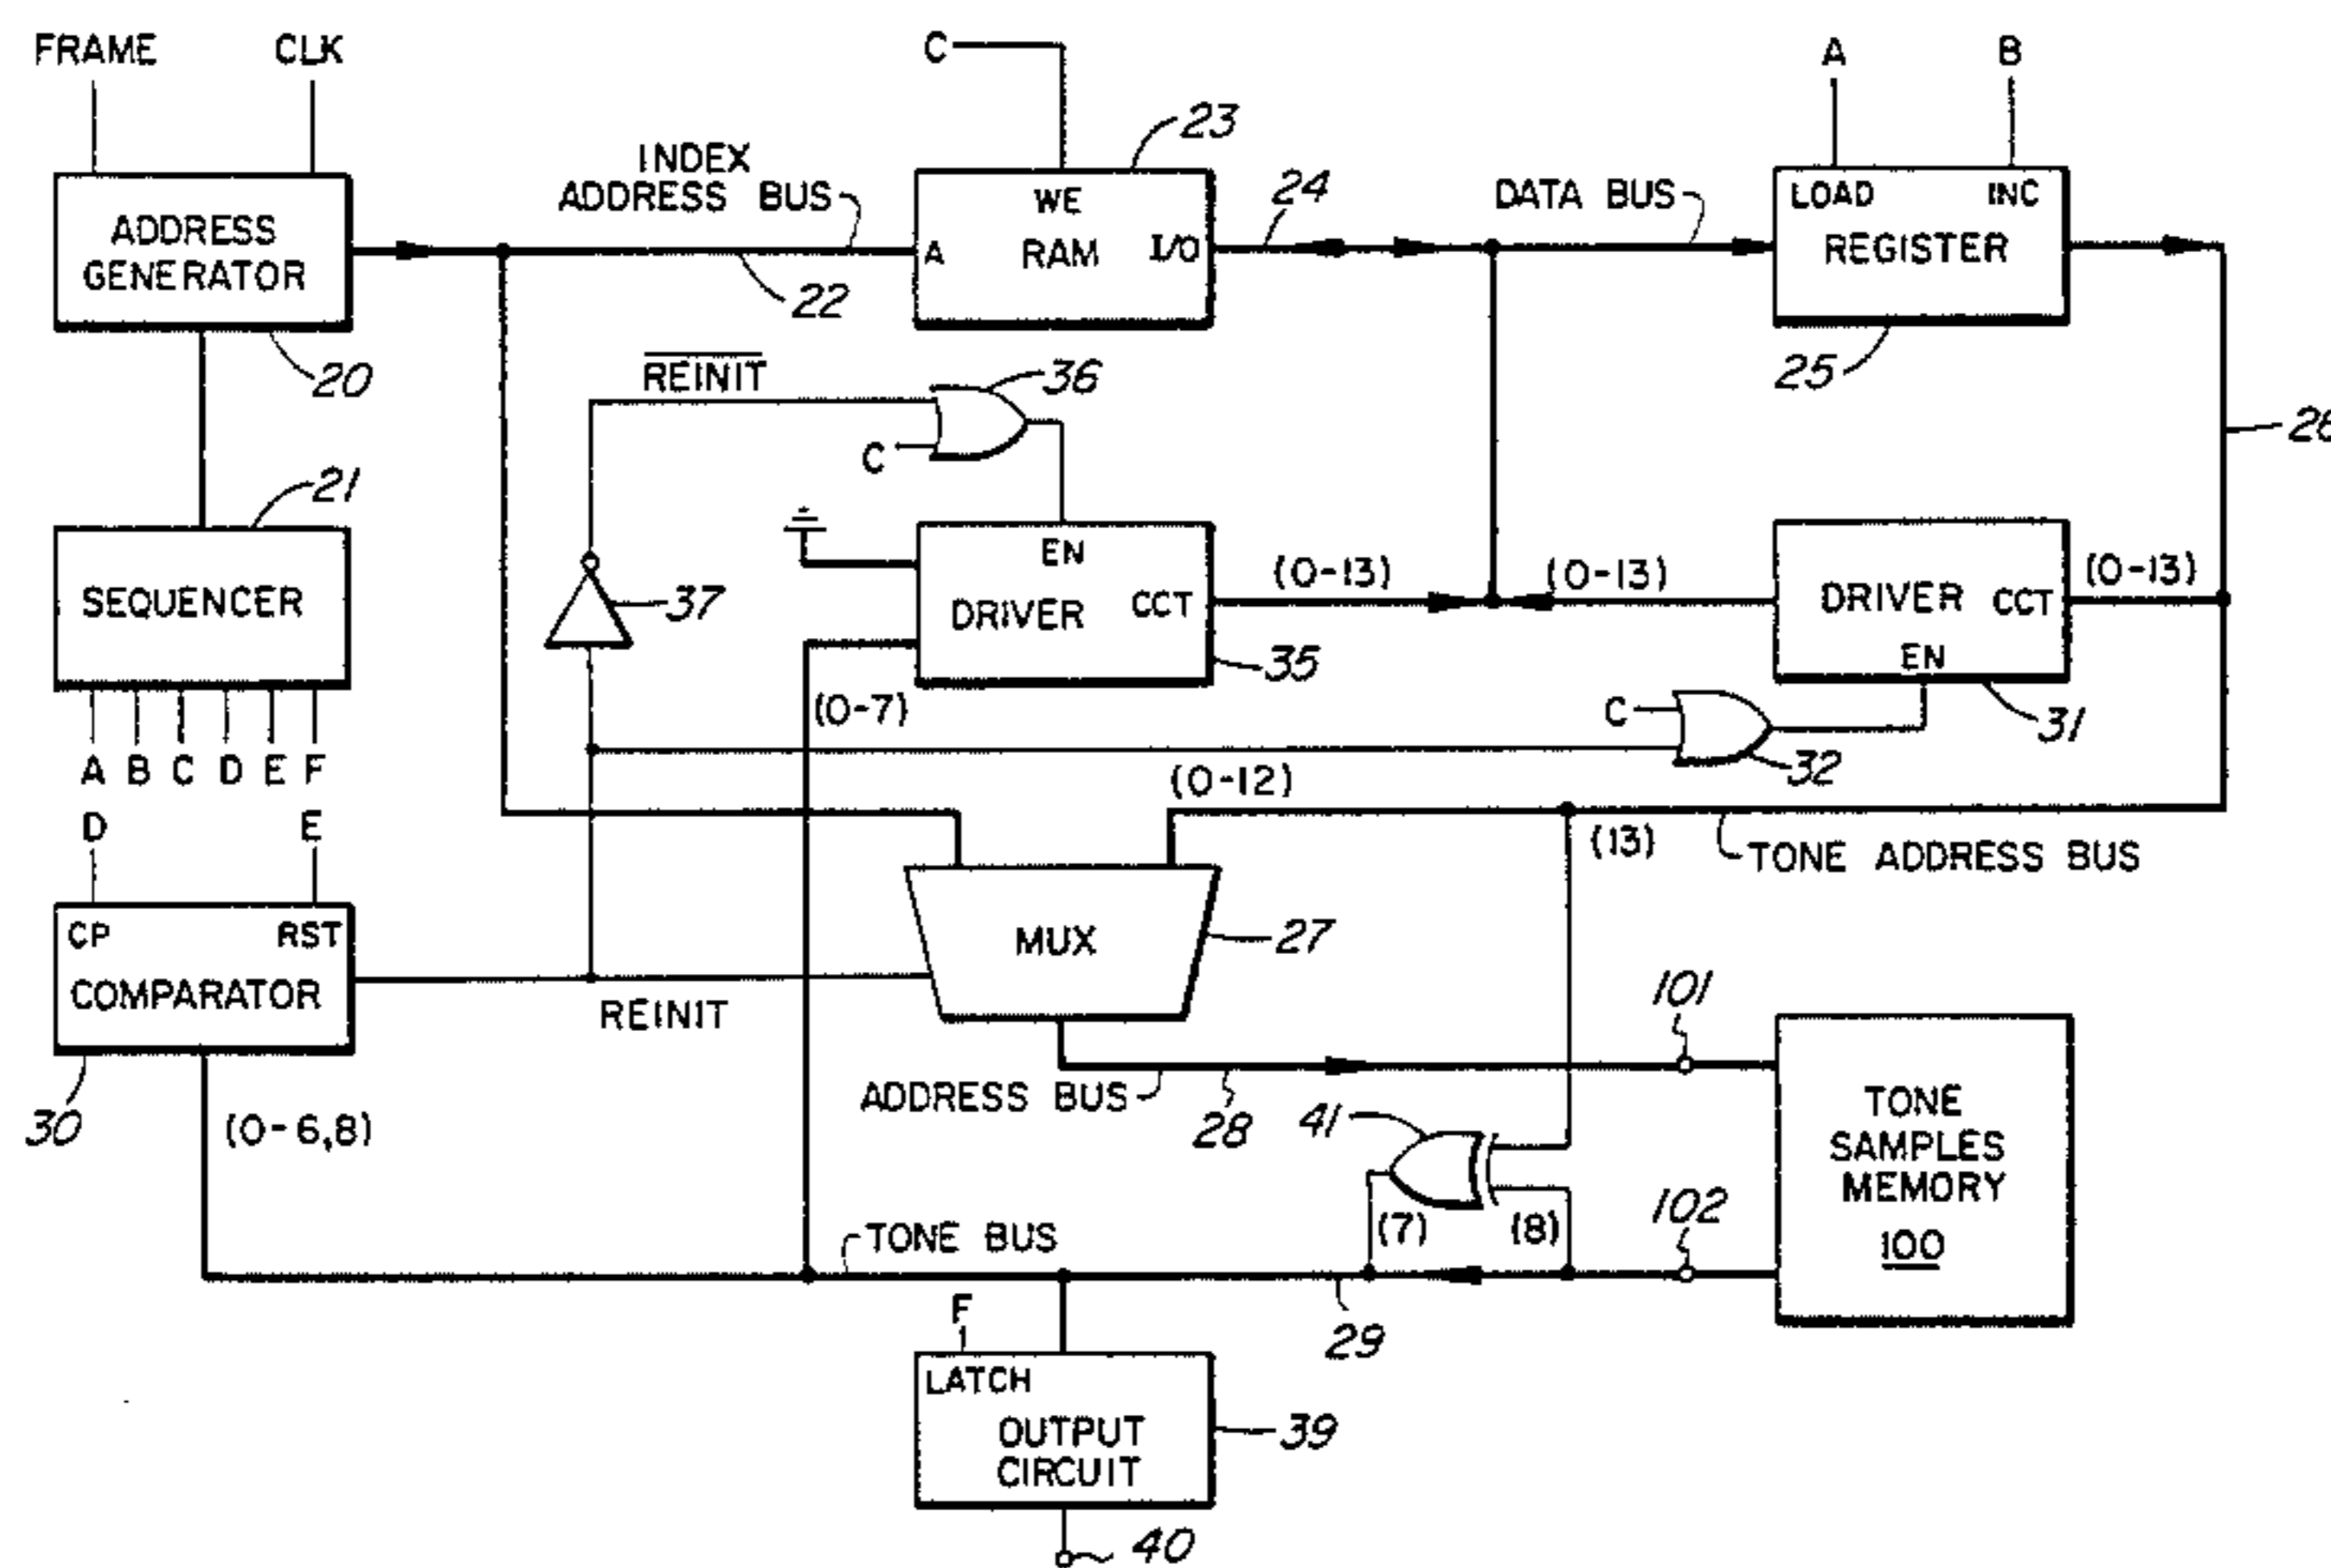 FRAME
CLK
C
A
B
23
INDEX
ADDRESS BUS
ADDRESS
GENERATOR
A
WE
RAM
I/O
24
DATA BUS
LOAD
INC
REGISTER
22
20
25
REINIT
36
C
21
SEQUENCER
37
EN
DRIVER
CCT
35
(0-13)
(0-13)
DRIVER
CCT
EN
(0-13)
31
(0-7)
C
32
A B C D E F
D
E
(0-12)
(13)
TONE ADDRESS BUS
CP
RST
COMPARATOR
30
REINIT
MUX
27
101
ADDRESS BUS
28
41
TONE
SAMPLES
MEMORY
100
(0-6,8)
TONE BUS
(7)
(8)
102
29
F
LATCH
OUTPUT
CIRCUIT
39
40